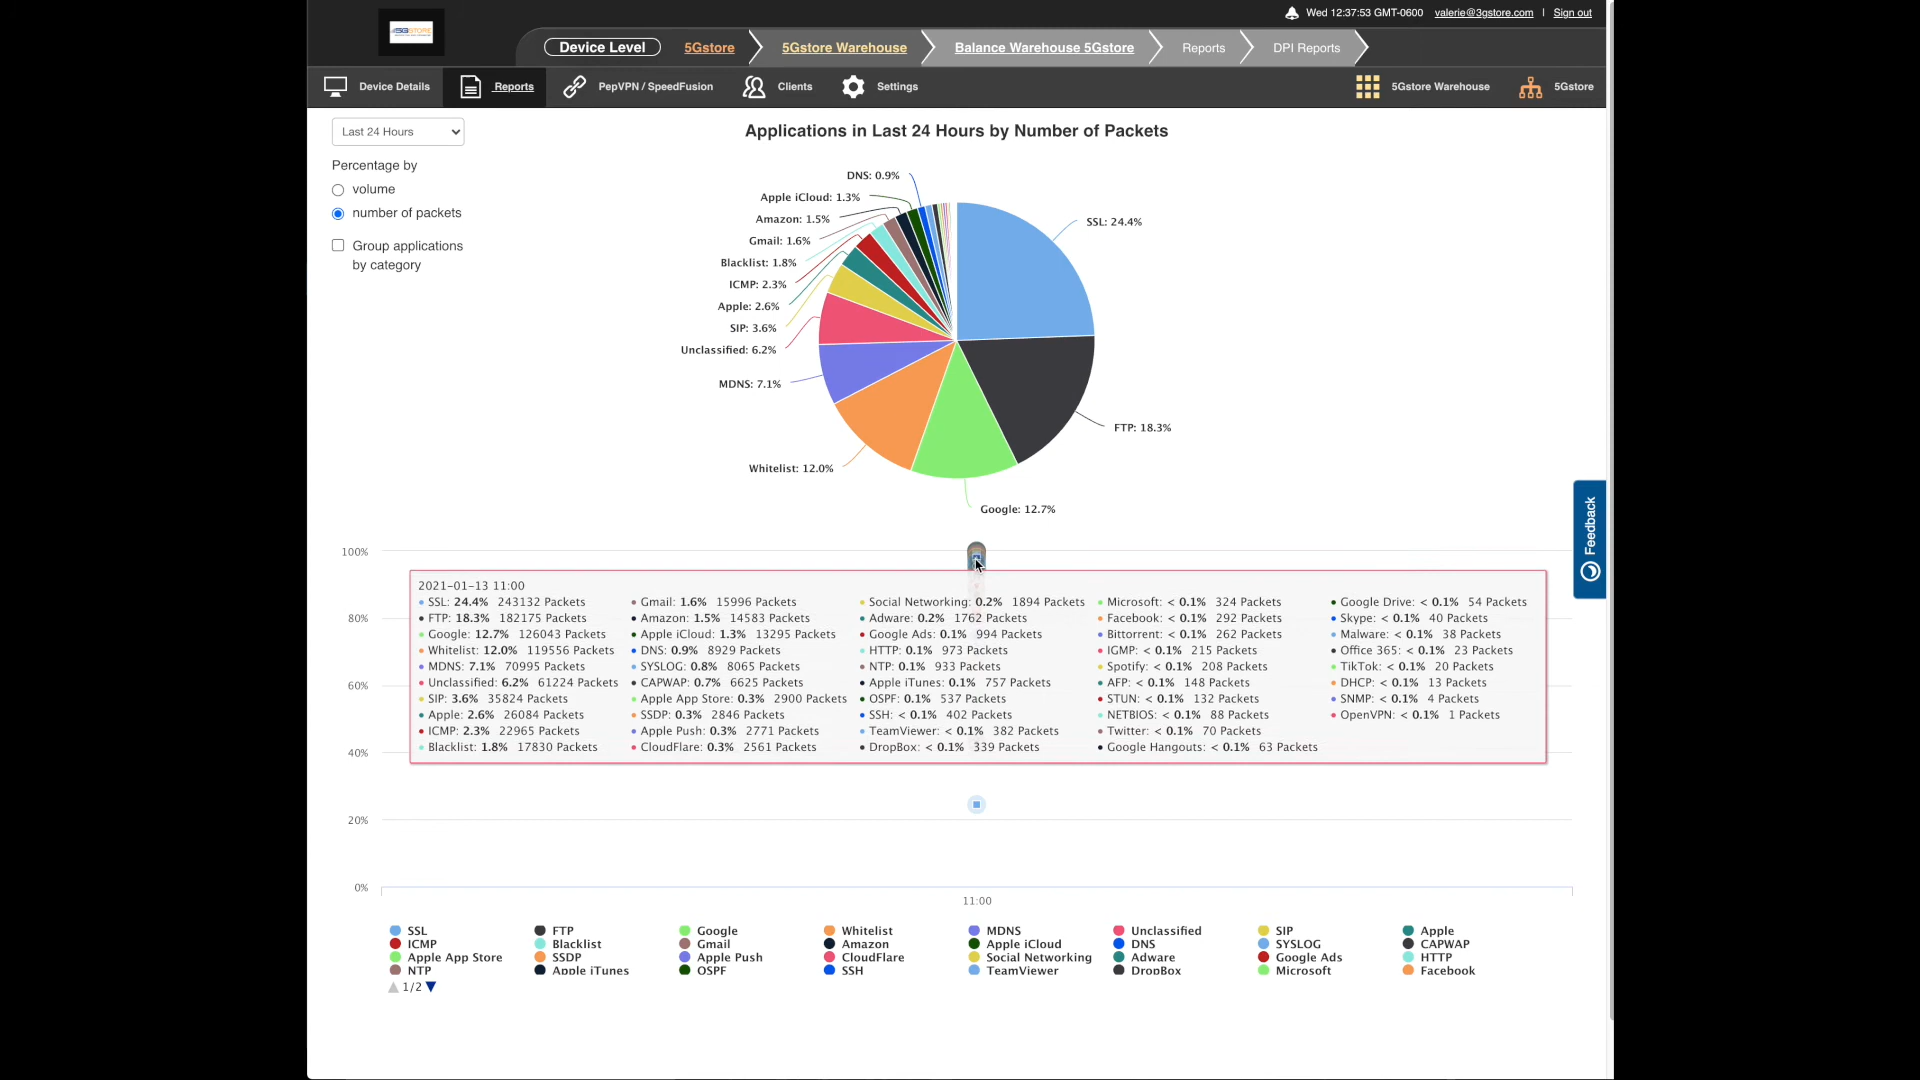 Wed 12:37:53 GMT-0600 valerie@3gstore.com | Sign out
5GSTORE
Device Level 5Gstore 5Gstore Warehouse Balance Warehouse 5Gstore Reports DPI Reports
Device Details Reports PepVPN / SpeedFusion Clients Settings 5Gstore Warehouse 5Gstore
Last 24 Hours
Percentage by
volume
number of packets
Group applications
by category
Applications in Last 24 Hours by Number of Packets
DNS: 0.9%
Apple iCloud: 1.3%
Amazon: 1.5%
Gmail: 1.6%
Blacklist: 1.8%
ICMP: 2.3%
Apple: 2.6%
SIP: 3.6%
Unclassified: 6.2%
MDNS: 7.1%
Whitelist: 12.0%
SSL: 24.4%
FTP: 18.3%
Google: 12.7%
Feedback
100%
80%
60%
40%
20%
0%
2021-01-13 11:00
SSL: 24.4% 243132 Packets Gmail: 1.6% 15996 Packets Social Networking: 0.2% 1894 Packets Microsoft: < 0.1% 324 Packets Google Drive: < 0.1% 54 Packets
FTP: 18.3% 182175 Packets Amazon: 1.5% 14583 Packets Adware: 0.2% 1762 Packets Facebook: < 0.1% 292 Packets Skype: < 0.1% 40 Packets
Google: 12.7% 126043 Packets Apple iCloud: 1.3% 13295 Packets Google Ads: 0.1% 994 Packets Bittorrent: < 0.1% 262 Packets Malware: < 0.1% 38 Packets
Whitelist: 12.0% 119556 Packets DNS: 0.9% 8929 Packets HTTP: 0.1% 973 Packets IGMP: < 0.1% 215 Packets Office 365: < 0.1% 23 Packets
MDNS: 7.1% 70995 Packets SYSLOG: 0.8% 8065 Packets NTP: 0.1% 933 Packets Spotify: < 0.1% 208 Packets TikTok: < 0.1% 20 Packets
Unclassified: 6.2% 61224 Packets CAPWAP: 0.7% 6625 Packets Apple iTunes: 0.1% 757 Packets AFP: < 0.1% 148 Packets DHCP: < 0.1% 13 Packets
SIP: 3.6% 35824 Packets Apple App Store: 0.3% 2900 Packets OSPF: 0.1% 537 Packets STUN: < 0.1% 132 Packets SNMP: < 0.1% 4 Packets
Apple: 2.6% 26084 Packets SSDP: 0.3% 2846 Packets SSH: < 0.1% 402 Packets NETBIOS: < 0.1% 88 Packets OpenVPN: < 0.1% 1 Packets
ICMP: 2.3% 22965 Packets Apple Push: 0.3% 2771 Packets TeamViewer: < 0.1% 382 Packets Twitter: < 0.1% 70 Packets
Blacklist: 1.8% 17830 Packets CloudFlare: 0.3% 2561 Packets DropBox: < 0.1% 339 Packets Google Hangouts: < 0.1% 63 Packets
11:00
SSL FTP Google Whitelist MDNS Unclassified SIP Apple
ICMP Blacklist Gmail Amazon Apple iCloud DNS SYSLOG CAPWAP
Apple App Store SSDP Apple Push CloudFlare Social Networking Adware Google Ads HTTP
NTP Apple iTunes OSPF SSH TeamViewer DropBox Microsoft Facebook
1/2